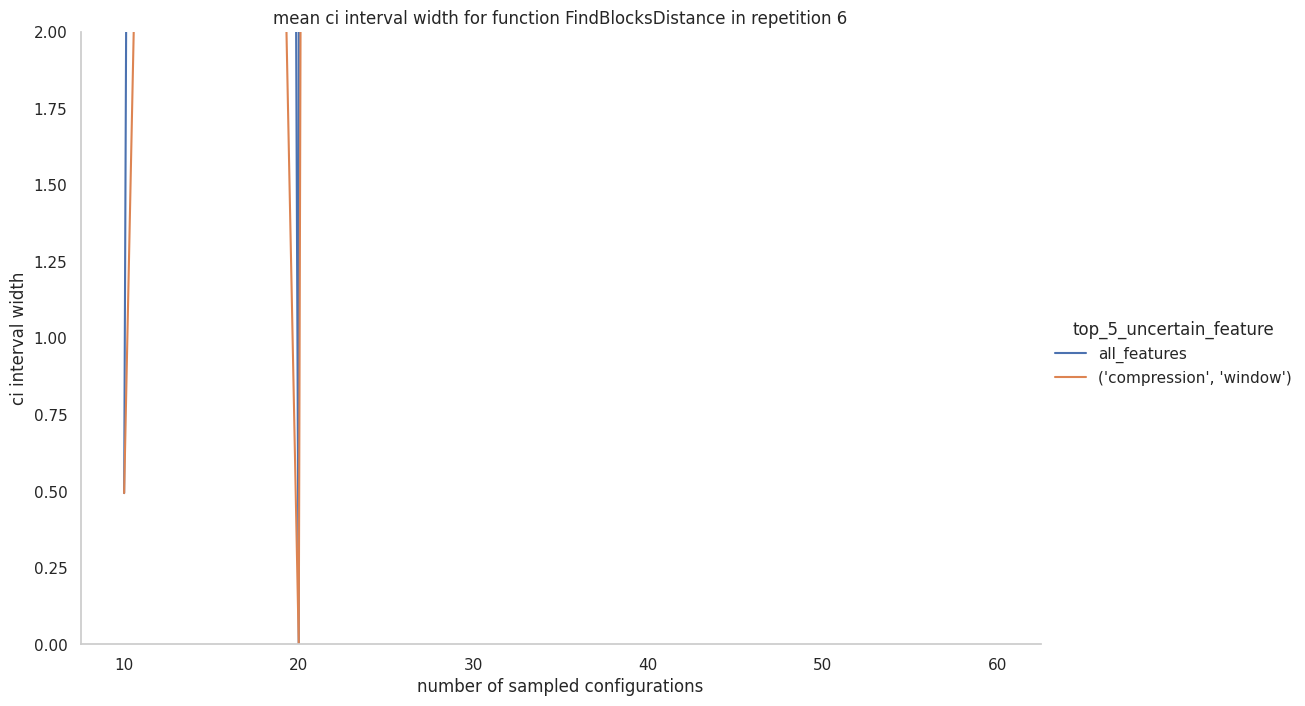 mean ci interval width for function FindBlocksDistance in repetition 6
2.00
1.75
1.50
1.25
1.00
0.75
0.50
0.25
0.00
ci interval width
10 20 30 40 50 60
number of sampled configurations
top_5_uncertain_feature
all_features
('compression', 'window')